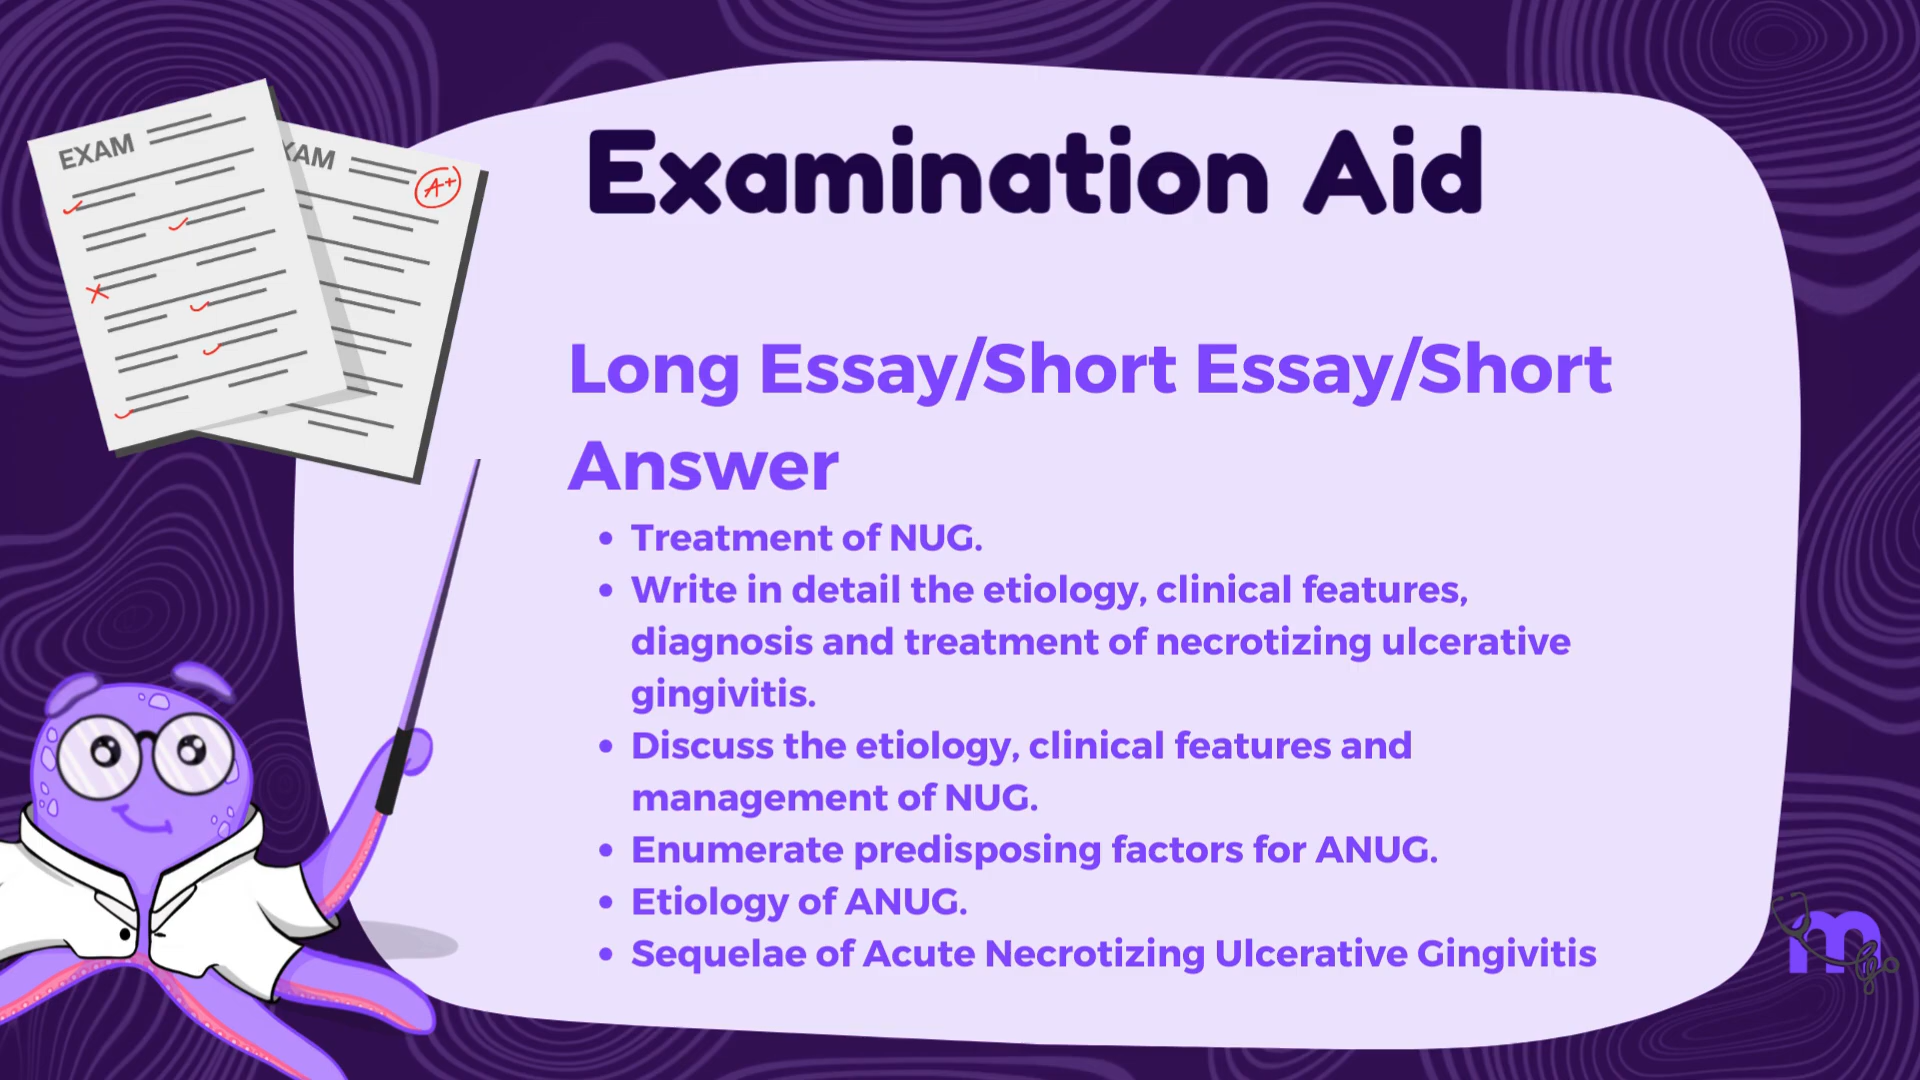 EXAM
XAM
A+
Examination Aid
Long Essay/Short Essay/Short
Answer
• Treatment of NUG.
• Write in detail the etiology, clinical features,
diagnosis and treatment of necrotizing ulcerative
gingivitis.
• Discuss the etiology, clinical features and
management of NUG.
• Enumerate predisposing factors for ANUG.
• Etiology of ANUG.
• Sequelae of Acute Necrotizing Ulcerative Gingivitis
m
go